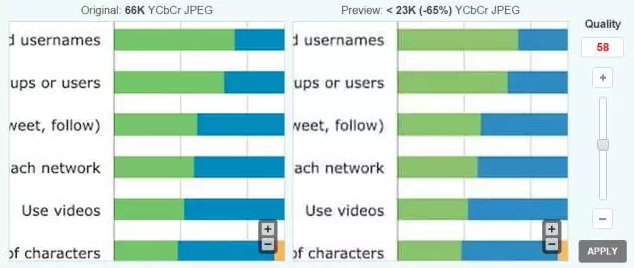 Original: 66K YCbCr JPEG
Preview: < 23K (-65%) YCbCr JPEG
Quality
58
d usernames
ups or users
weet, follow)
ach network
Use videos
of characters
d usernames
ups or users
weet, follow)
ach network
Use videos
of characters
+
−
+
−
+
−
APPLY